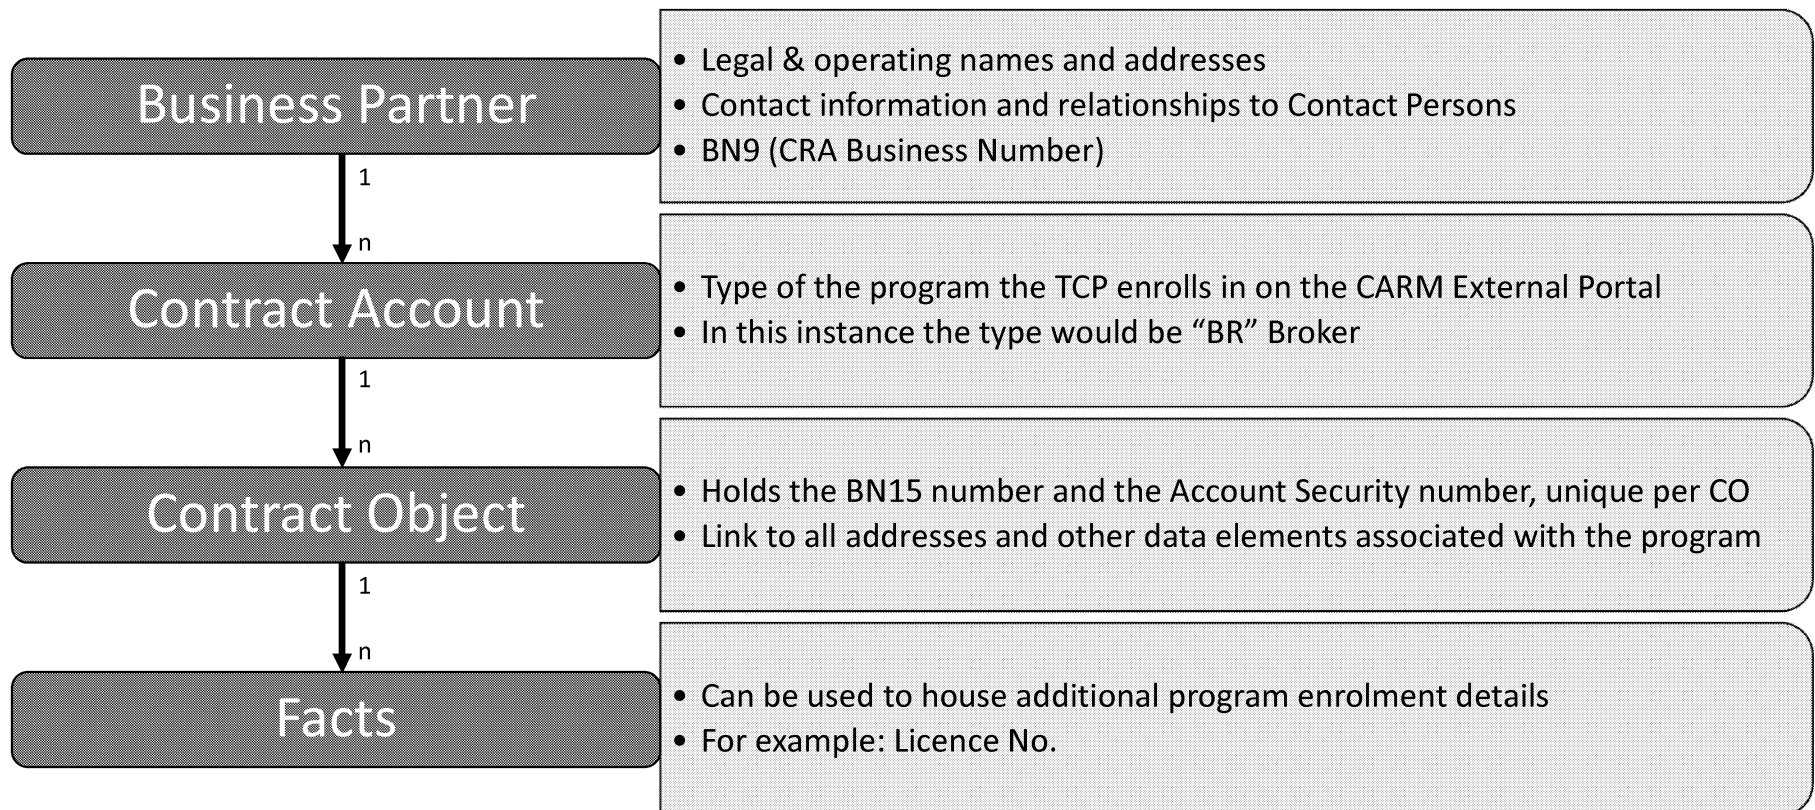 Business Partner
• Legal & operating names and addresses
• Contact information and relationships to Contact Persons
• BN9 (CRA Business Number)
1
n
Contract Account
• Type of the program the TCP enrolls in on the CARM External Portal
• In this instance the type would be “BR” Broker
1
n
Contract Object
• Holds the BN15 number and the Account Security number, unique per CO
• Link to all addresses and other data elements associated with the program
1
n
Facts
• Can be used to house additional program enrolment details
• For example: Licence No.